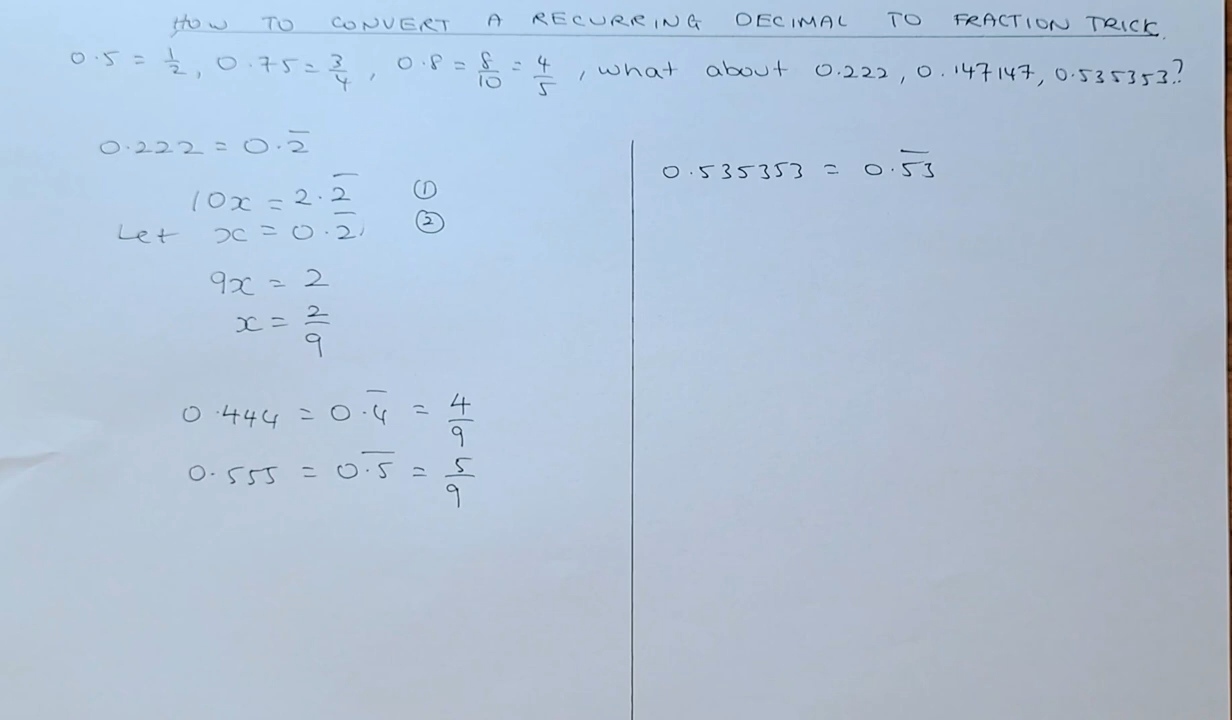 HOW TO CONVERT A RECURRING DECIMAL TO FRACTION TRICK.
0.5 = 1/2, 0.75 = 3/4, 0.8 = 8/10 = 4/5, what about 0.222, 0.147147, 0.535353?
0.222 = 0.2̅
10x = 2.2̅ ①
Let x = 0.2̅ ②
9x = 2
x = 2/9
0.444 = 0.4̅ = 4/9
0.555 = 0.5̅ = 5/9
0.535353 = 0.5̅3̅